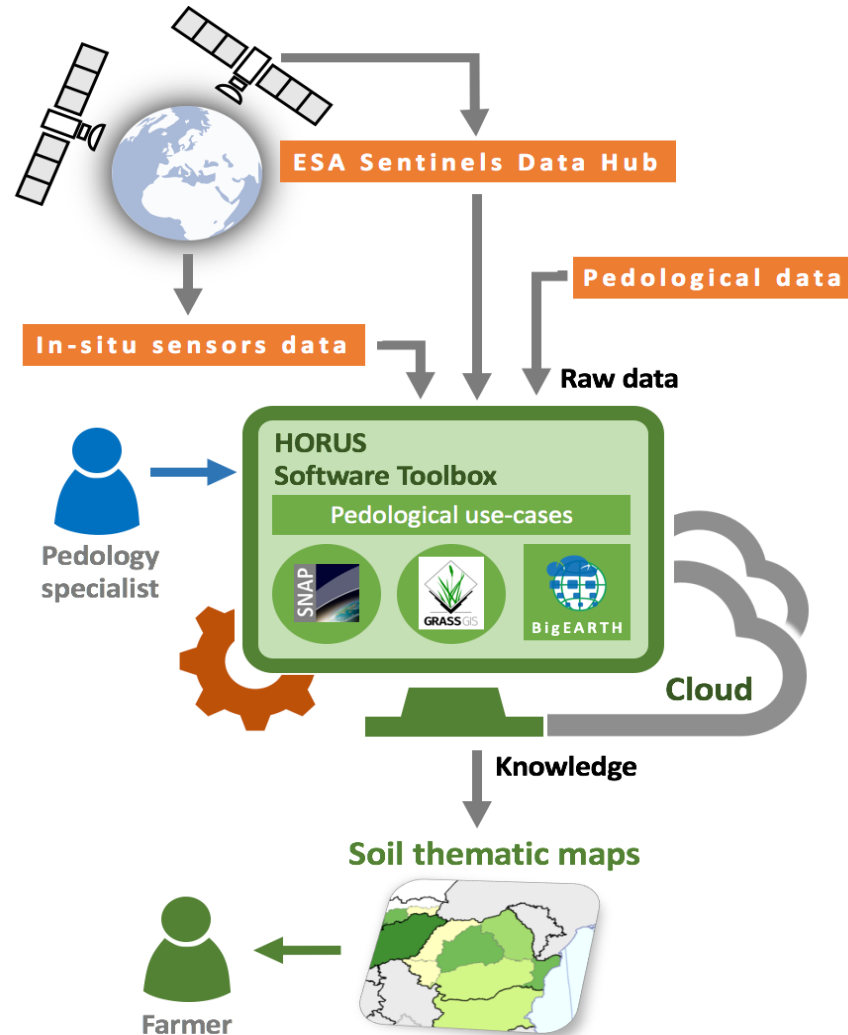 ESA Sentinels Data Hub
Pedological data
In-situ sensors data
Raw data
HORUS
Software Toolbox
Pedological use-cases
SNAP
GRASS GIS
BigEARTH
Pedology
specialist
Cloud
Knowledge
Soil thematic maps
Farmer